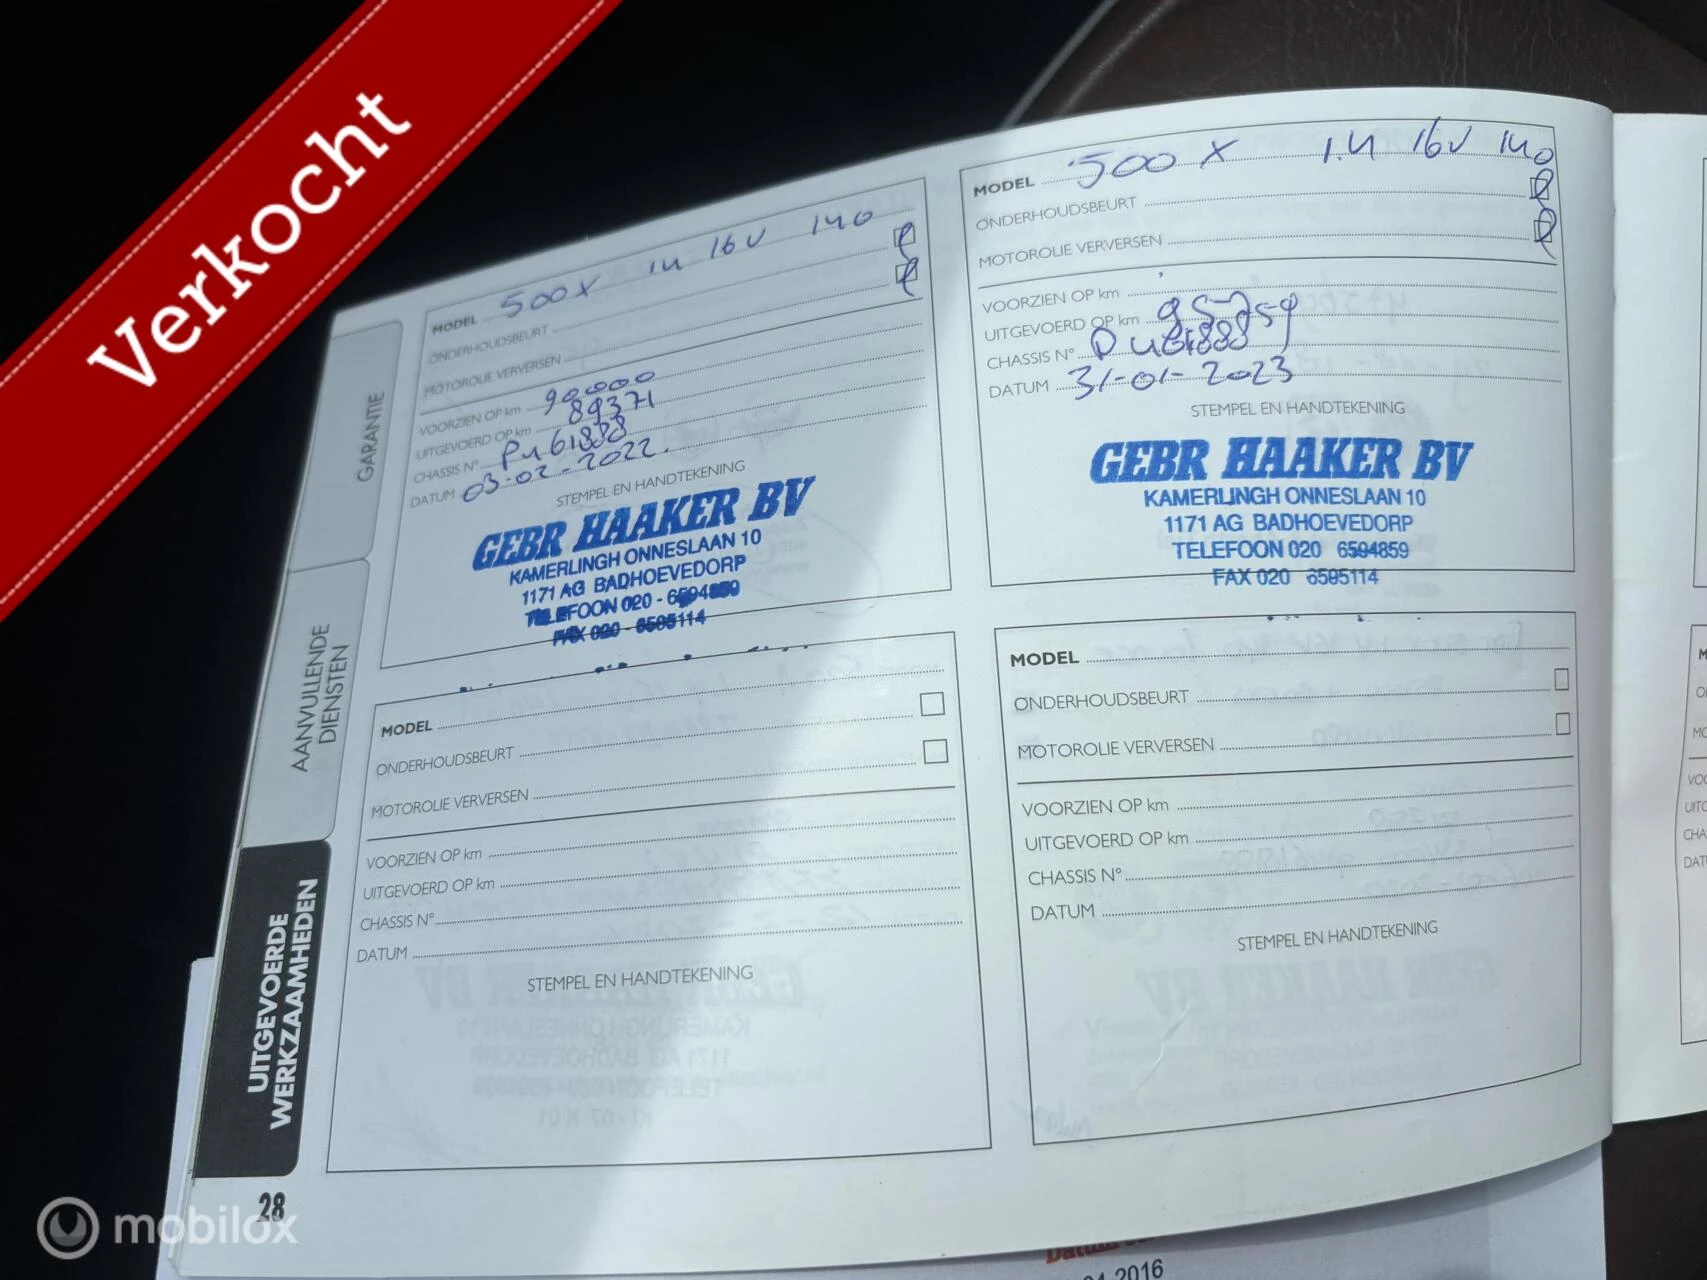 Verkocht
MODEL 500X 1.4 16V 140
ONDERHOUDSBEURT
MOTOROLIE VERVERSEN
VOORZIEN OP km 90.000
UITGEVOERD OP km 89371
CHASSIS N° P461888
DATUM 03-02-2022.
STEMPEL EN HANDTEKENING
GEBR HAAKER BV
KAMERLINGH ONNESLAAN 10
1171 AG BADHOEVEDORP
TELEFOON 020 - 6594859
FAX 020 - 6595114
MODEL 500X 1.4 16V 140
ONDERHOUDSBEURT
MOTOROLIE VERVERSEN
VOORZIEN OP km
UITGEVOERD OP km
CHASSIS N° P461888
DATUM 31-01-2023
STEMPEL EN HANDTEKENING
GEBR HAAKER BV
KAMERLINGH ONNESLAAN 10
1171 AG BADHOEVEDORP
TELEFOON 020 6594859
FAX 020 6595114
MODEL
ONDERHOUDSBEURT
MOTOROLIE VERVERSEN
VOORZIEN OP km
UITGEVOERD OP km
CHASSIS N°
DATUM
STEMPEL EN HANDTEKENING
MODEL
ONDERHOUDSBEURT
MOTOROLIE VERVERSEN
VOORZIEN OP km
UITGEVOERD OP km
CHASSIS N°
DATUM
STEMPEL EN HANDTEKENING
GARANTIE
AANVULLENDE
DIENSTEN
UITGEVOERDE
WERKZAAMHEDEN
28
mobilox
2016